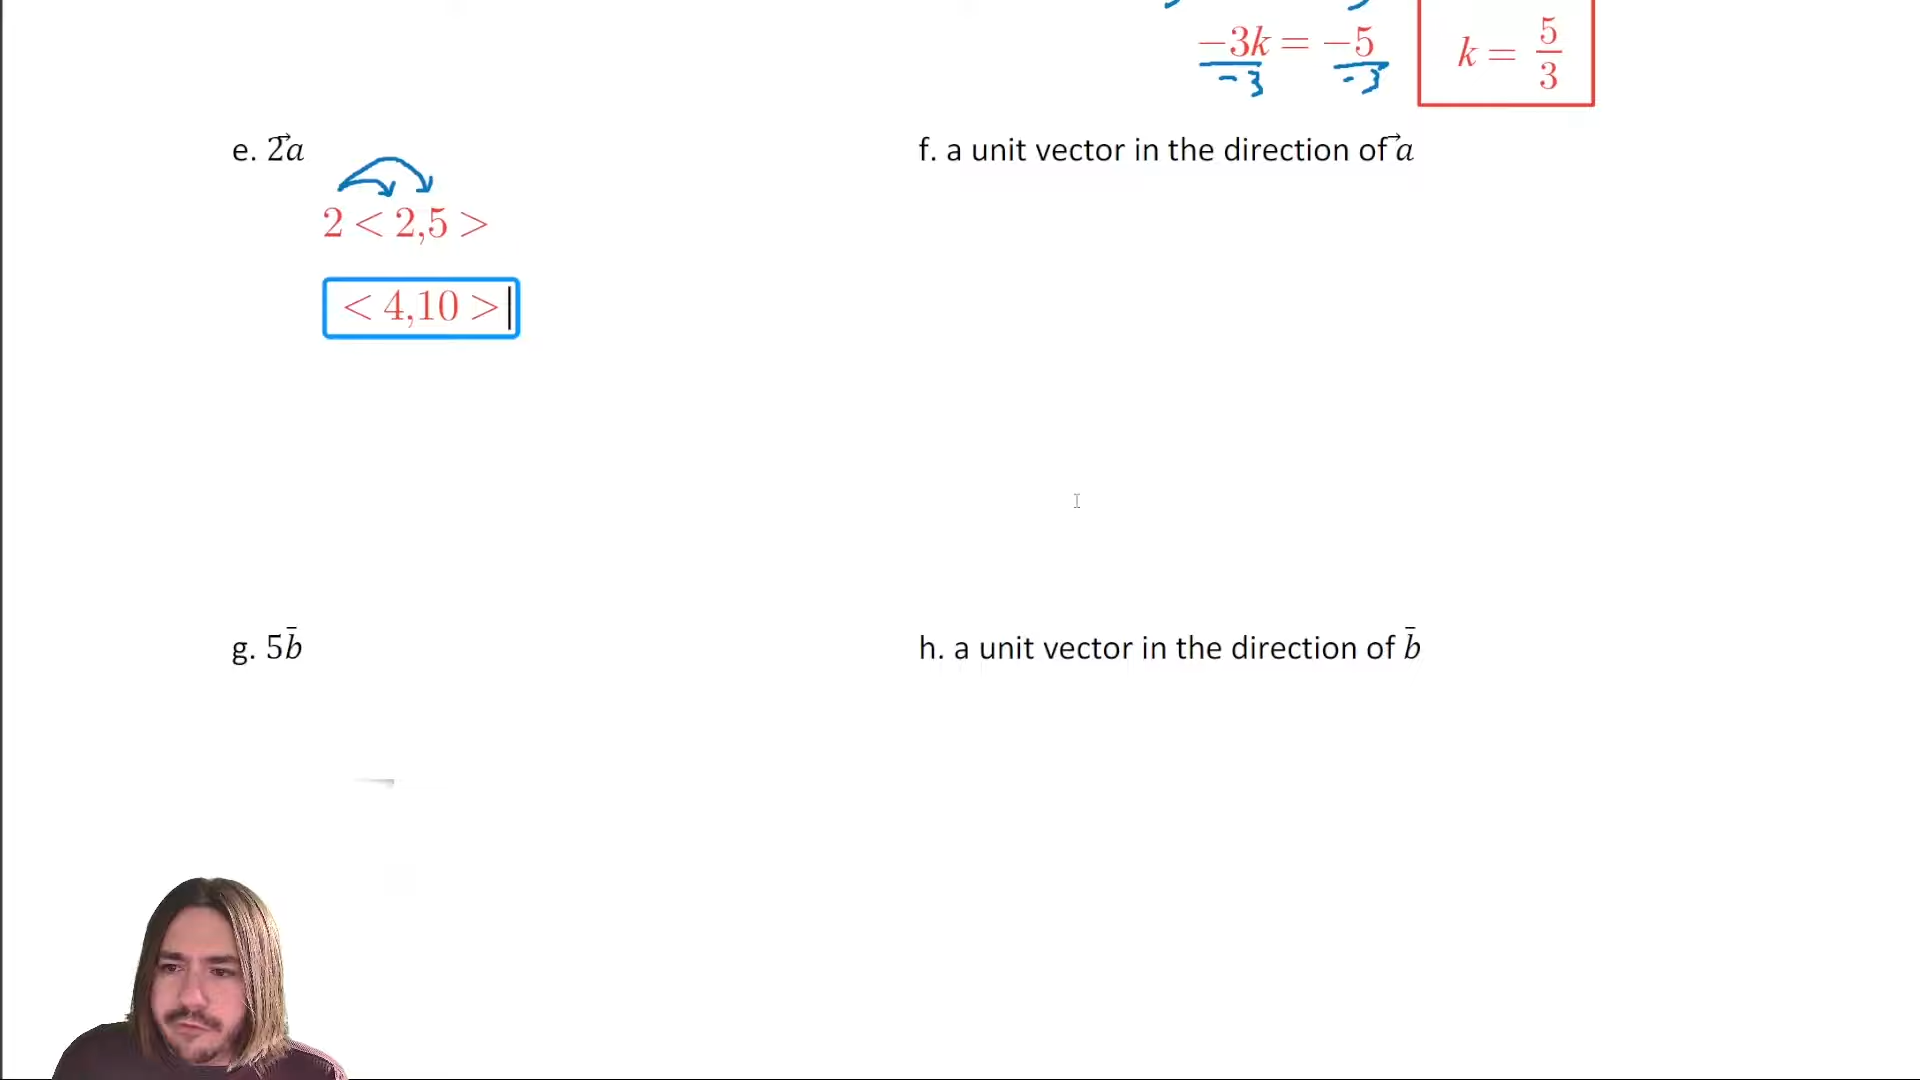 -3k = -5
-3 -3
k = 5/3
e. 2a⃗
2 < 2,5 >
< 4,10 >
f. a unit vector in the direction of a⃗
g. 5b̄
h. a unit vector in the direction of b̄